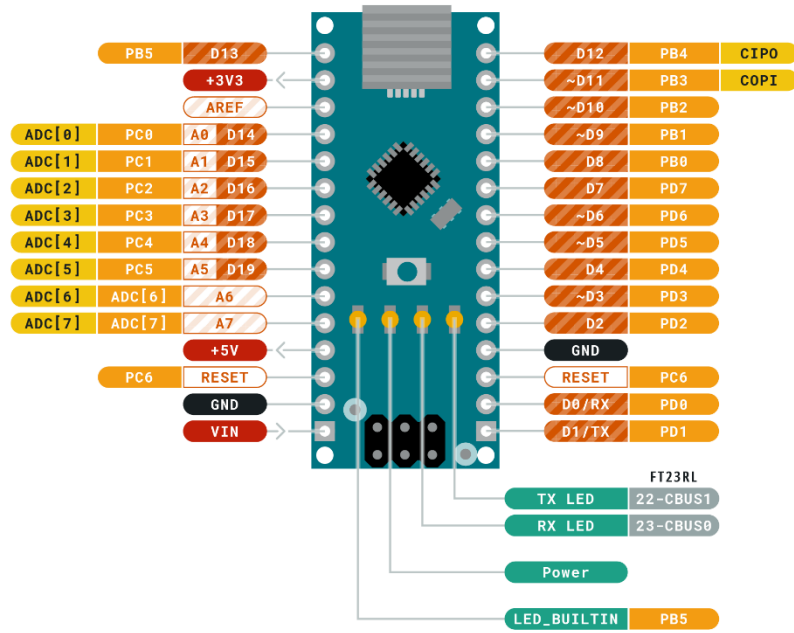 PB5 D13 D12 PB4 CIPO
+3V3 ~D11 PB3 COPI
AREF ~D10 PB2
ADC[0] PC0 A0 D14 ~D9 PB1
ADC[1] PC1 A1 D15 D8 PB0
ADC[2] PC2 A2 D16 D7 PD7
ADC[3] PC3 A3 D17 ~D6 PD6
ADC[4] PC4 A4 D18 ~D5 PD5
ADC[5] PC5 A5 D19 D4 PD4
ADC[6] ADC[6] A6 ~D3 PD3
ADC[7] ADC[7] A7 D2 PD2
+5V GND
PC6 RESET RESET PC6
GND D0/RX PD0
VIN D1/TX PD1
FT23RL
TX LED 22-CBUS1
RX LED 23-CBUS0
Power
LED_BUILTIN PB5